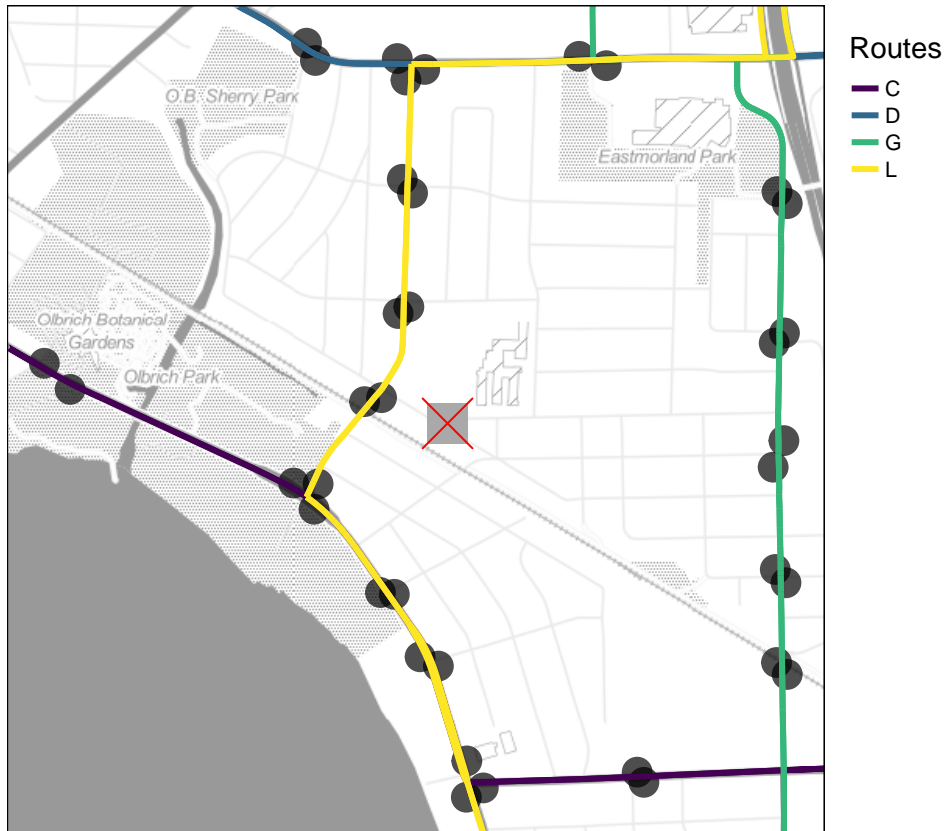 Routes
C
D
G
L
O.B. Sherry Park
Eastmorland Park
Olbrich Botanical
Gardens
Olbrich Park